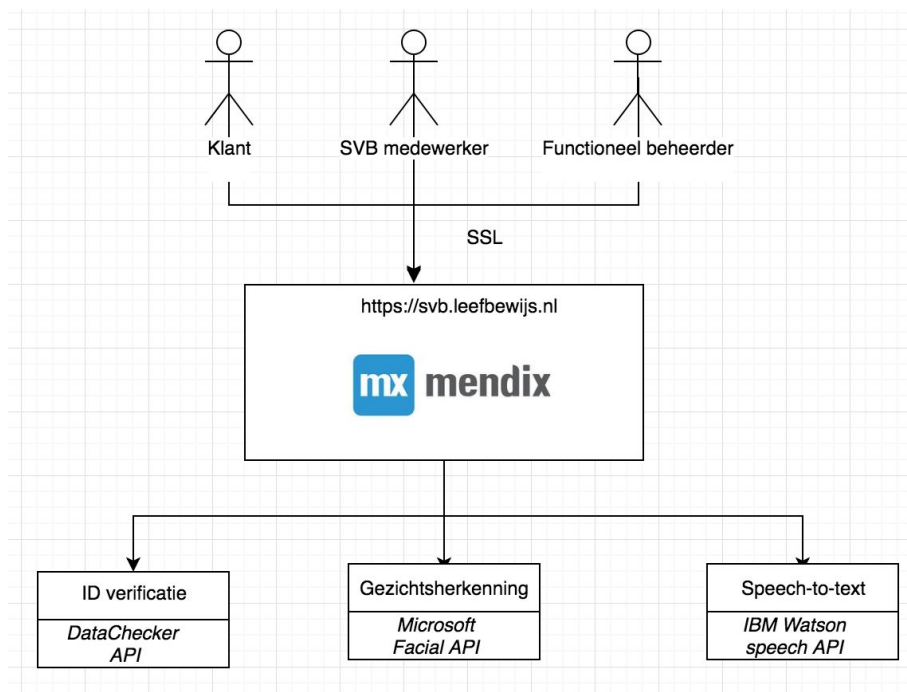 Klant
SVB medewerker
Functioneel beheerder
SSL
https://svb.leefbewijs.nl
mx mendix
ID verificatie
DataChecker
API
Gezichtsherkenning
Microsoft
Facial API
Speech-to-text
IBM Watson
speech API